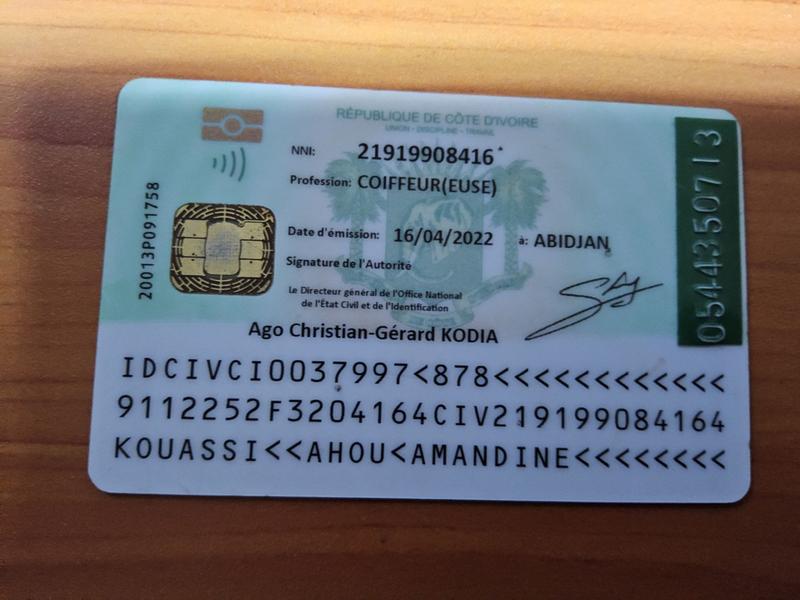 RÉPUBLIQUE DE CÔTE D'IVOIRE
UNION - DISCIPLINE - TRAVAIL
NNI: 21919908416
Profession: COIFFEUR(EUSE)
Date d'émission: 16/04/2022 à: ABIDJAN
Signature de l'Autorité
Le Directeur général de l'Office National
de l'État Civil et de l'Identification
Ago Christian-Gérard KODIA
20013P091758
05443507 13
IDCIVCI0037997<878<<<<<<<<<<<<
9112252F3204164CIV219199084164
KOUASSI<<AHOU<AMANDINE<<<<<<<<